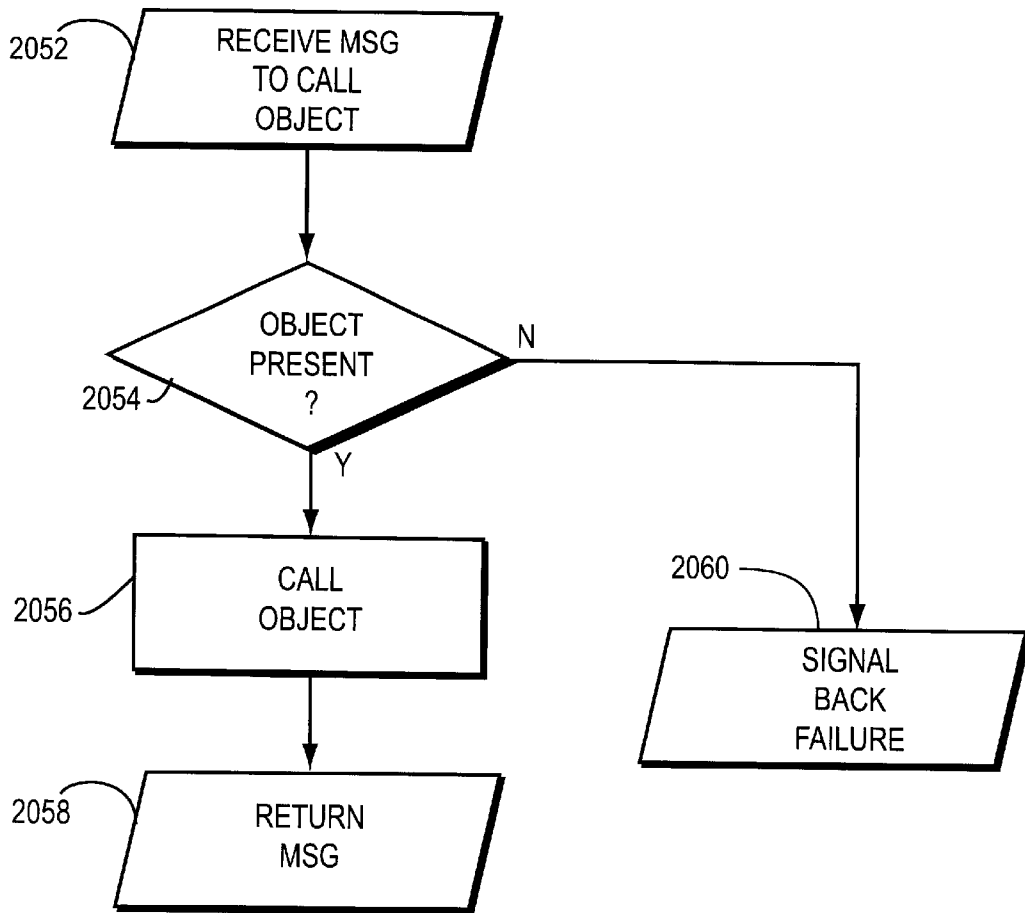 2052
RECEIVE MSG
TO CALL
OBJECT
OBJECT
PRESENT
?
2054
N
Y
2056
CALL
OBJECT
2060
SIGNAL
BACK
FAILURE
2058
RETURN
MSG